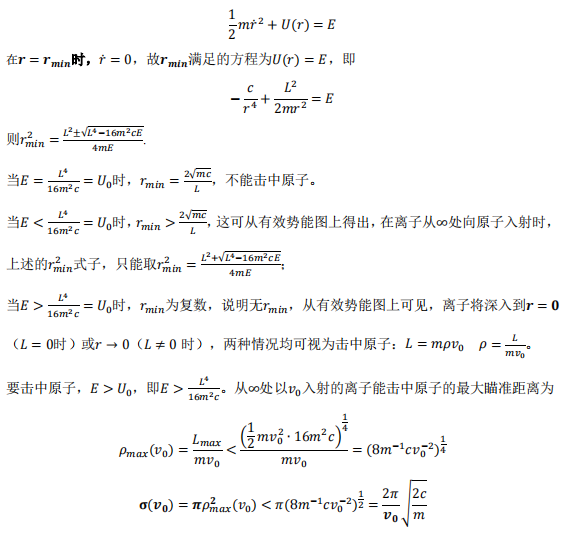 $$\frac{1}{2}m\dot{r}^2 + U(r) = E$$
在$\boldsymbol{r = r_{min}}$**时，**$\dot{r} = 0$，故$\boldsymbol{r_{min}}$满足的方程为$U(r) = E$，即
$$-\frac{c}{r^4} + \frac{L^2}{2mr^2} = E$$
则$r_{min}^2 = \frac{L^2 \pm \sqrt{L^4 - 16m^2cE}}{4mE}$.
当$E = \frac{L^4}{16m^2c} = U_0$时，$r_{min} = \frac{2\sqrt{mc}}{L}$，不能击中原子。
当$E < \frac{L^4}{16m^2c} = U_0$时，$r_{min} > \frac{2\sqrt{mc}}{L}$，这可从有效势能图上得出，在离子从∞处向原子入射时，
上述的$r_{min}^2$式子，只能取$r_{min}^2 = \frac{L^2 + \sqrt{L^4 - 16m^2cE}}{4mE}$；
当$E > \frac{L^4}{16m^2c} = U_0$时，$r_{min}$为复数，说明无$r_{min}$，从有效势能图上可见，离子将深入到$\boldsymbol{r = 0}$
（$L = 0$时）或$r \to 0$（$L \neq 0$ 时），两种情况均可视为击中原子：$L = m\rho v_0 \quad \rho = \frac{L}{mv_0}$。
要击中原子，$E > U_0$，即$E > \frac{L^4}{16m^2c}$。从∞处以$v_0$入射的离子能击中原子的最大瞄准距离为
$$\rho_{max}(v_0) = \frac{L_{max}}{mv_0} < \frac{\left(\frac{1}{2}mv_0^2 \cdot 16m^2c\right)^{\frac{1}{4}}}{mv_0} = (8m^{-1}cv_0^{-2})^{\frac{1}{4}}$$
$$\boldsymbol{\sigma(v_0) = \pi\rho_{max}^2}(v_0) < \pi(8m^{-1}cv_0^{-2})^{\frac{1}{2}} = \frac{2\pi}{\boldsymbol{v_0}}\sqrt{\frac{2c}{m}}$$